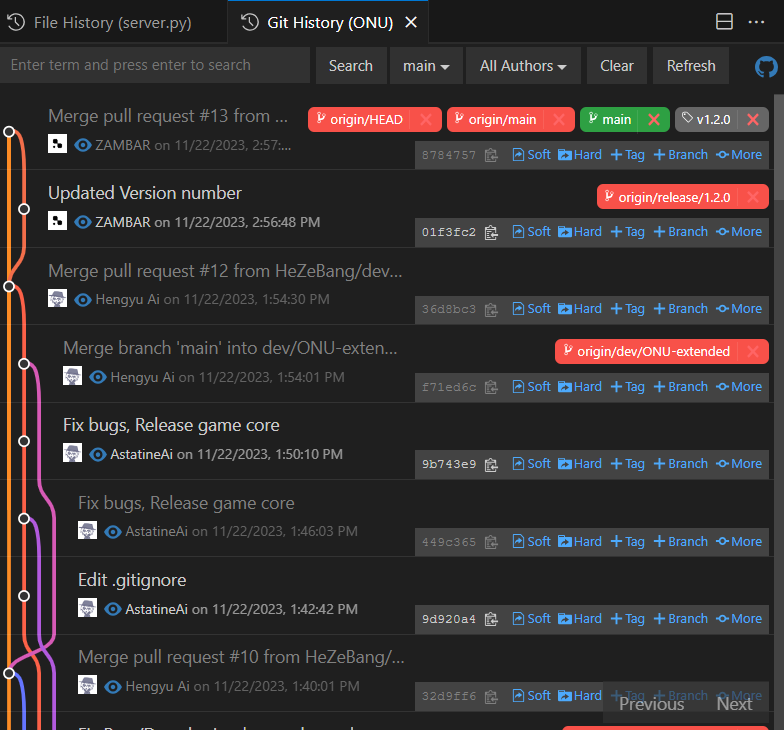 File History (server.py)
Git History (ONU)
Enter term and press enter to search
Search
main
All Authors
Clear
Refresh
Merge pull request #13 from ...
origin/HEAD
origin/main
main
v1.2.0
ZAMBAR on 11/22/2023, 2:57:...
8784757 Soft Hard Tag Branch More
Updated Version number
origin/release/1.2.0
ZAMBAR on 11/22/2023, 2:56:48 PM
01f3fc2 Soft Hard Tag Branch More
Merge pull request #12 from HeZeBang/dev...
Hengyu Ai on 11/22/2023, 1:54:30 PM
36d8bc3 Soft Hard Tag Branch More
Merge branch 'main' into dev/ONU-exten...
origin/dev/ONU-extended
Hengyu Ai on 11/22/2023, 1:54:01 PM
f71ed6c Soft Hard Tag Branch More
Fix bugs, Release game core
AstatineAi on 11/22/2023, 1:50:10 PM
9b743e9 Soft Hard Tag Branch More
Fix bugs, Release game core
AstatineAi on 11/22/2023, 1:46:03 PM
449c365 Soft Hard Tag Branch More
Edit .gitignore
AstatineAi on 11/22/2023, 1:42:42 PM
9d920a4 Soft Hard Tag Branch More
Merge pull request #10 from HeZeBang/...
Hengyu Ai on 11/22/2023, 1:40:01 PM
32d9ff6 Soft Hard Tag Branch More
Previous Next